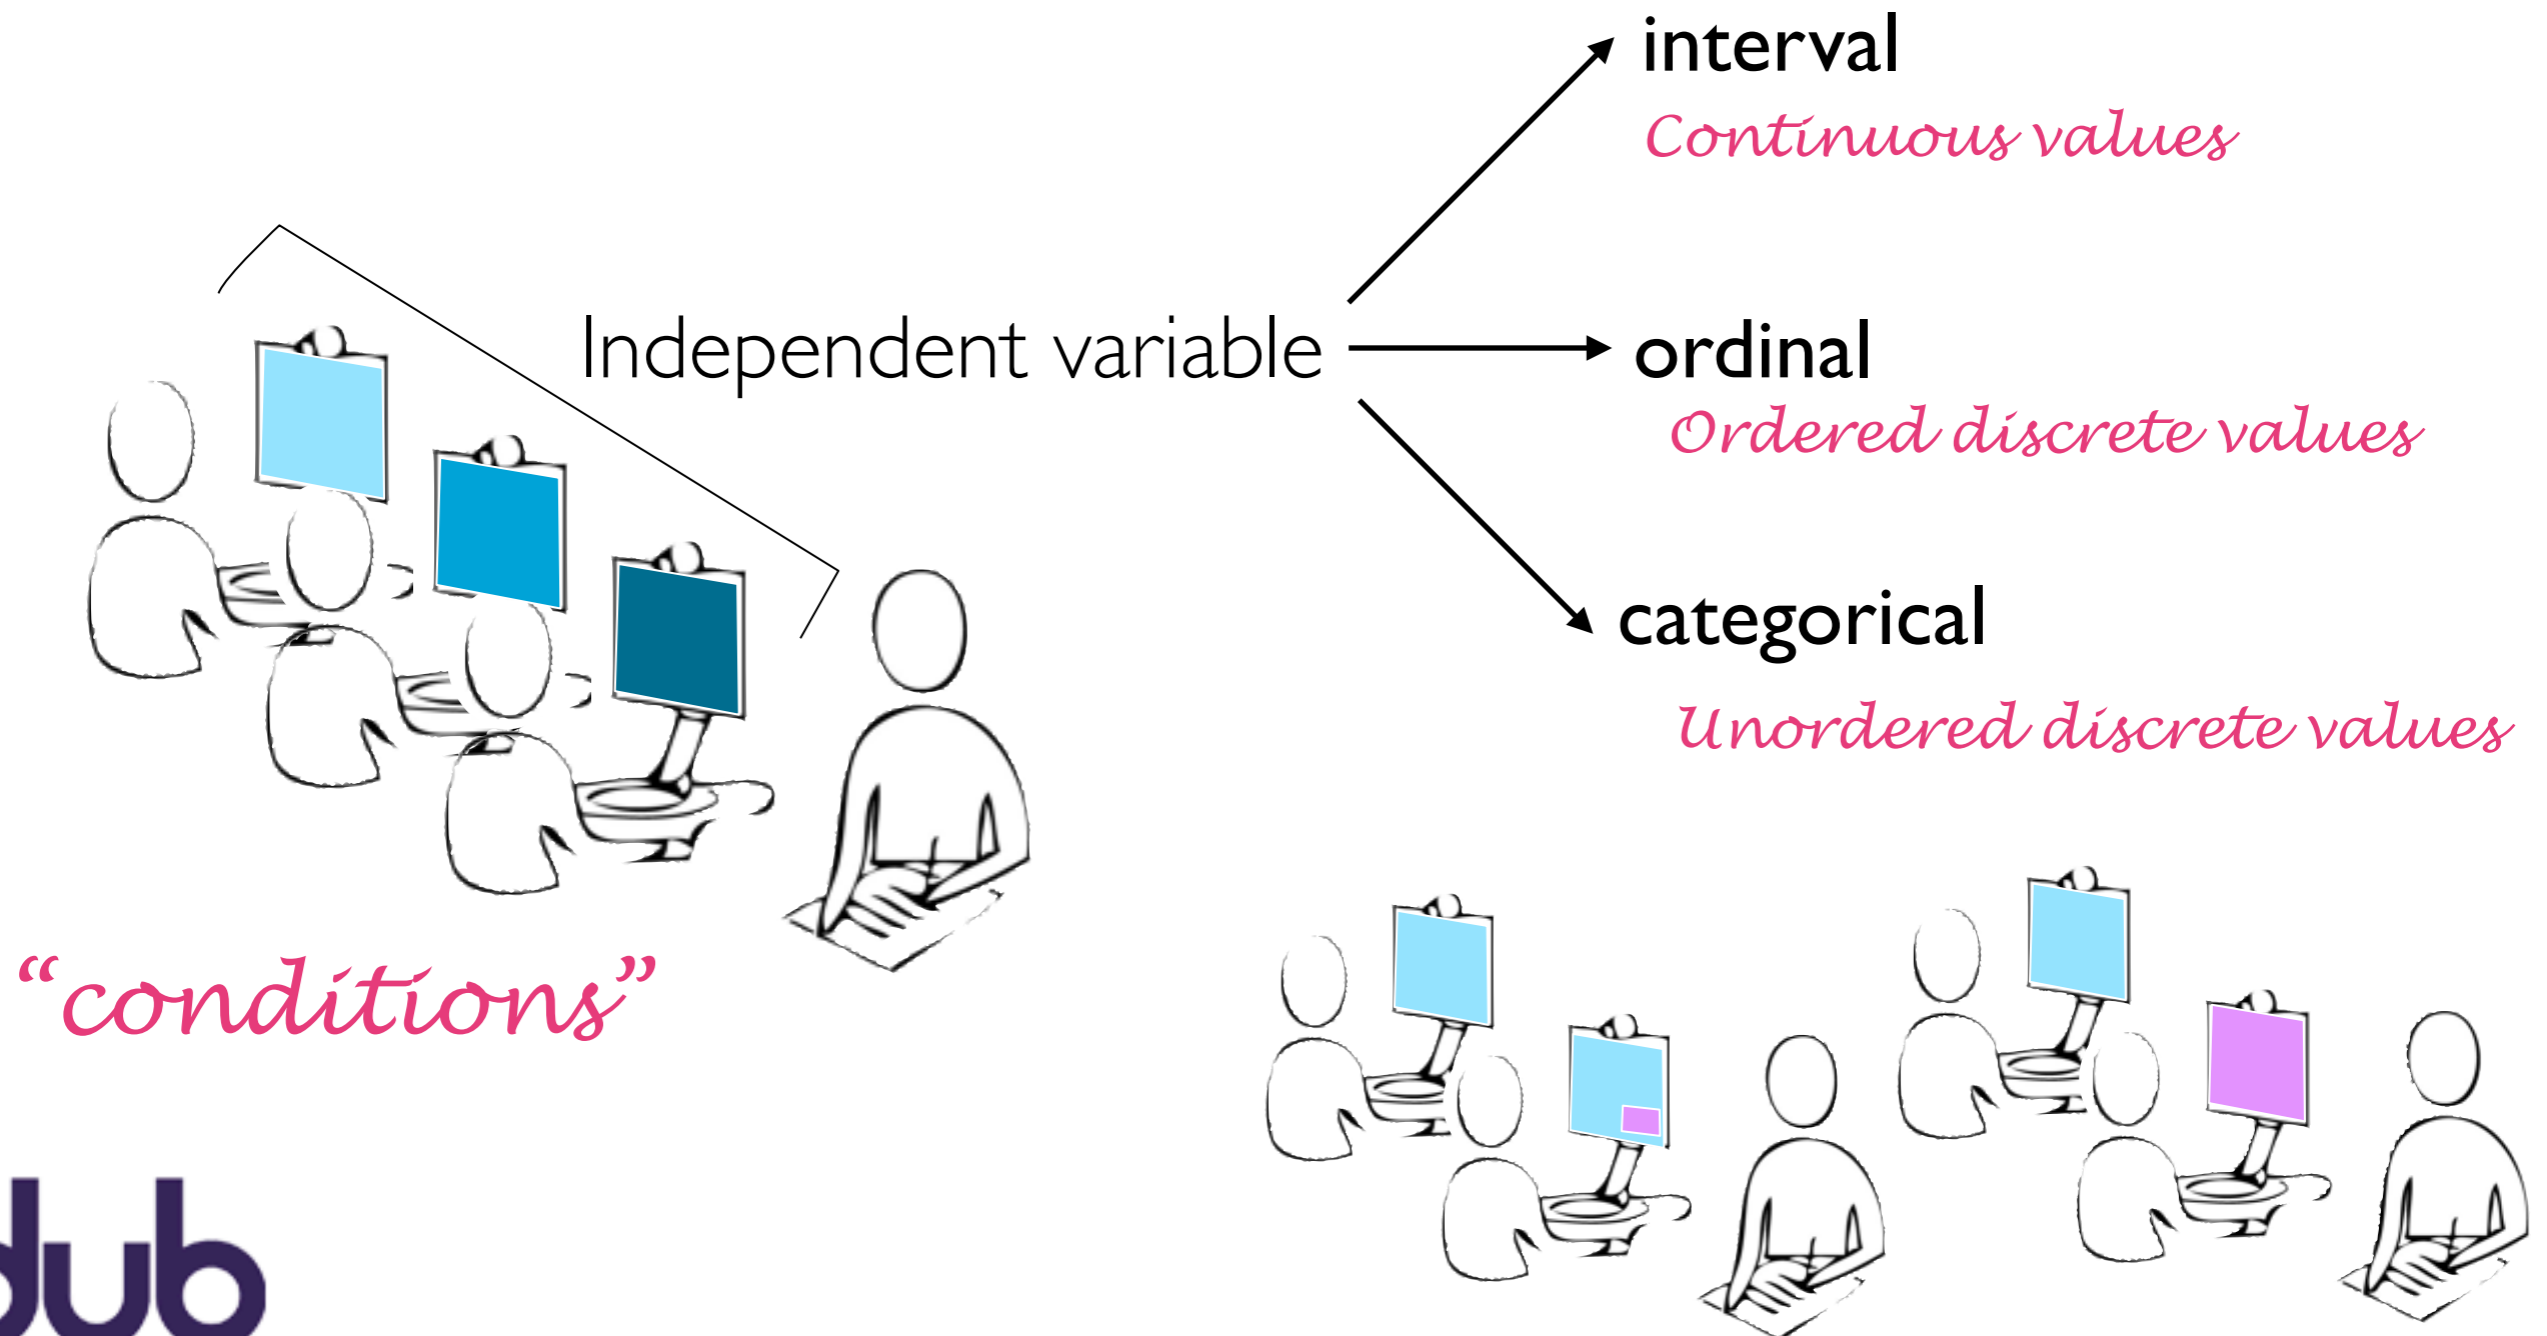 interval
Continuous values
Independent variable
ordinal
Ordered discrete values
categorical
Unordered discrete values
“conditions”
dub